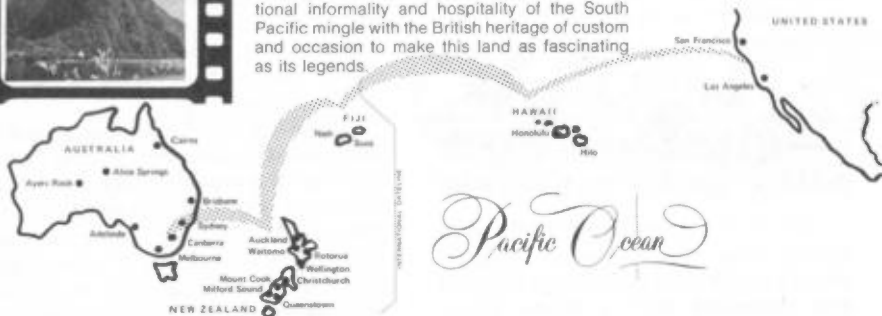 tional informality and hospitality of the South
Pacific mingle with the British heritage of custom
and occasion to make this land as fascinating
as its legends.
UNITED STATES
San Francisco
Los Angeles
HAWAII
Honolulu
Hilo
FIJI
Nadi
Suva
INTERNATIONAL DATELINE
AUSTRALIA
Cairns
Alice Springs
Ayers Rock
Brisbane
Sydney
Adelaide
Canberra
Melbourne
Pacific Ocean
Auckland
Waitomo
Rotorua
Wellington
Christchurch
Mount Cook
Milford Sound
Queenstown
NEW ZEALAND